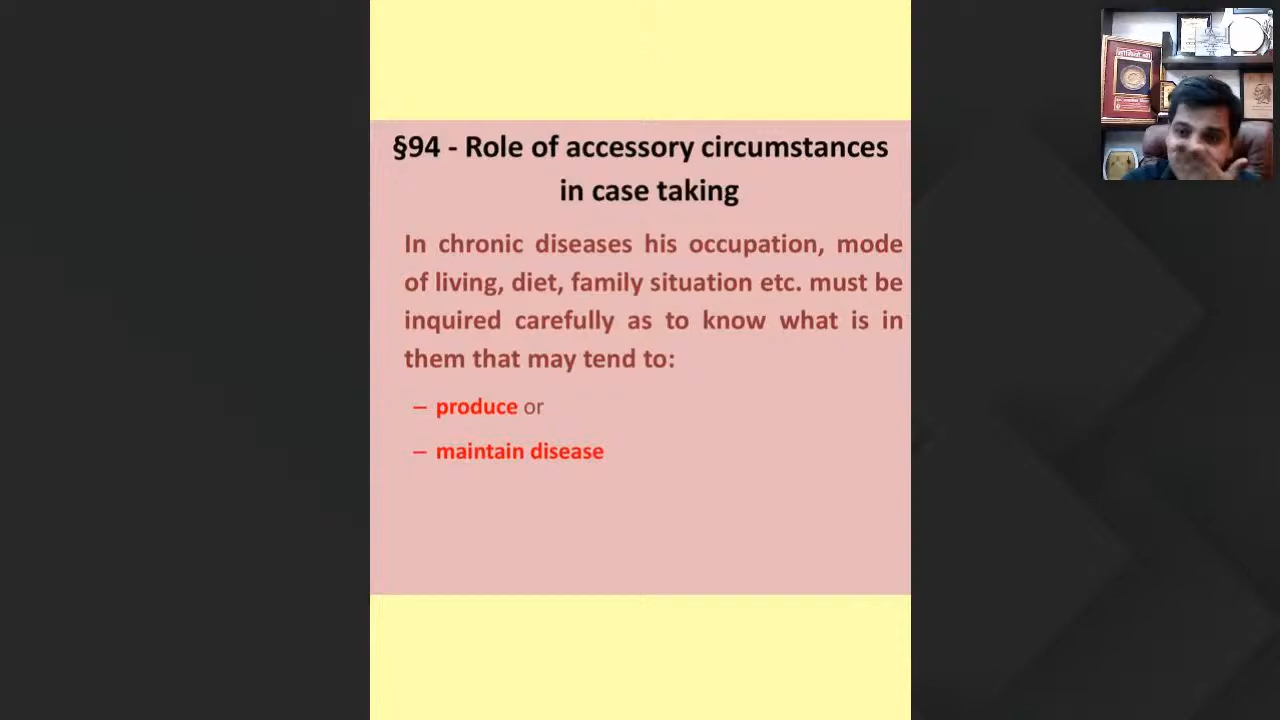 §94 - Role of accessory circumstances
in case taking
In chronic diseases his occupation, mode
of living, diet, family situation etc. must be
inquired carefully as to know what is in
them that may tend to:
– produce or
– maintain disease